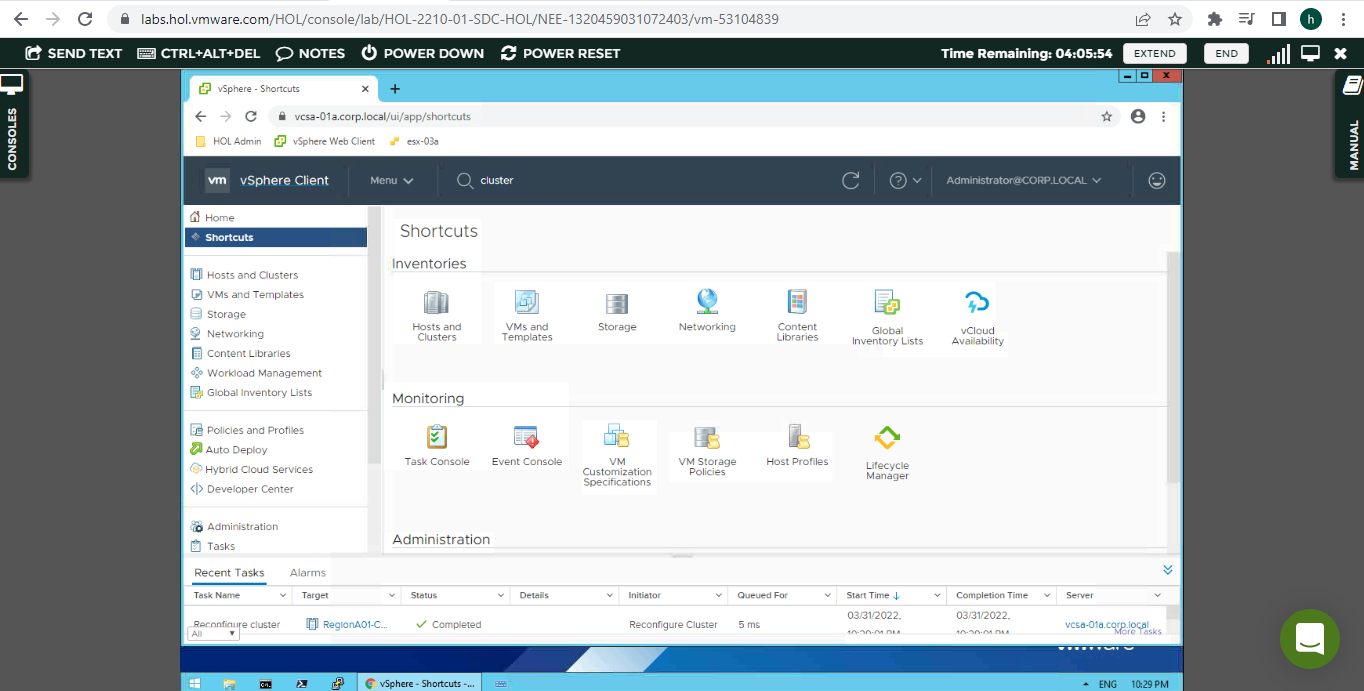 labs.hol.vmware.com/HOL/console/lab/HOL-2210-01-SDC-HOL/NEE-1320459031072403/vm-53104839
h
SEND TEXT CTRL+ALT+DEL NOTES POWER DOWN POWER RESET Time Remaining: 04:05:54 EXTEND END
CONSOLES
MANUAL
vSphere - Shortcuts
vcsa-01a.corp.local/ui/app/shortcuts
HOL Admin vSphere Web Client esx-03a
vm vSphere Client Menu cluster Administrator@CORP.LOCAL
Home
Shortcuts
Hosts and Clusters
VMs and Templates
Storage
Networking
Content Libraries
Workload Management
Global Inventory Lists
Policies and Profiles
Auto Deploy
Hybrid Cloud Services
Developer Center
Administration
Tasks
Shortcuts
Inventories
Hosts and
Clusters
VMs and
Templates
Storage
Networking
Content
Libraries
Global
Inventory Lists
vCloud
Availability
Monitoring
Task Console
Event Console
VM
Customization
Specifications
VM Storage
Policies
Host Profiles
Lifecycle
Manager
Administration
Recent Tasks Alarms
Task Name Target Status Details Initiator Queued For Start Time Completion Time Server
Reconfigure cluster RegionA01-C... Completed Reconfigure Cluster 5 ms 03/31/2022, 10:29:01 PM 03/31/2022, 10:29:01 PM vcsa-01a.corp.local
All More Tasks
vmware
vSphere - Shortcuts -... ENG 10:29 PM